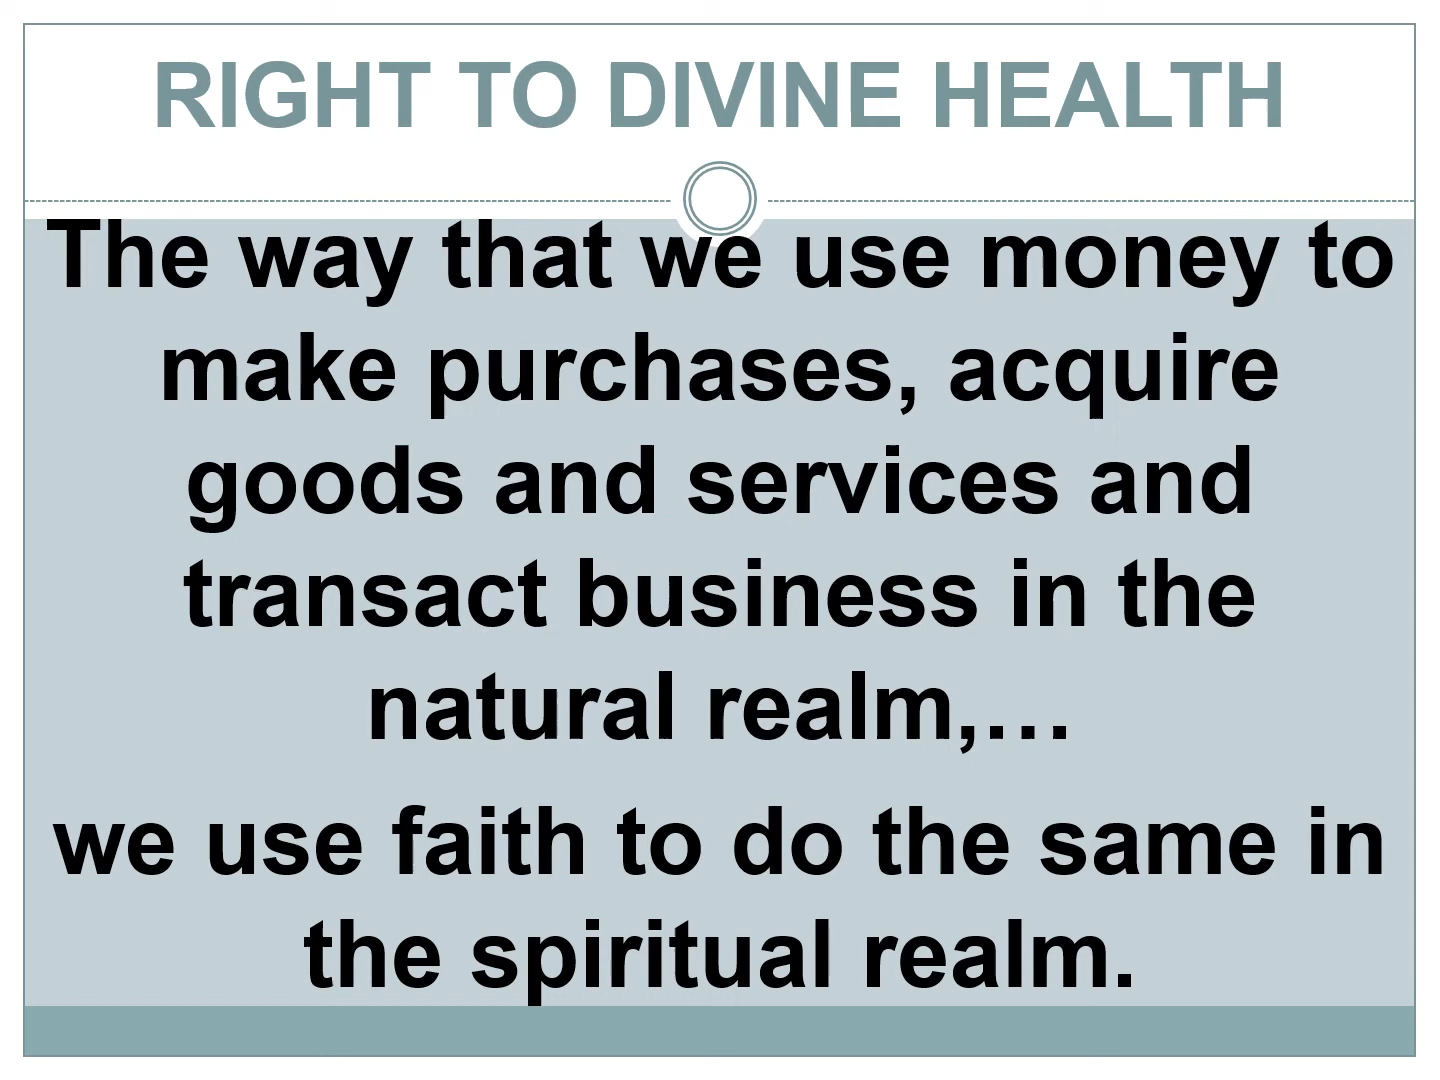 RIGHT TO DIVINE HEALTH
The way that we use money to
make purchases, acquire
goods and services and
transact business in the
natural realm,…
we use faith to do the same in
the spiritual realm.